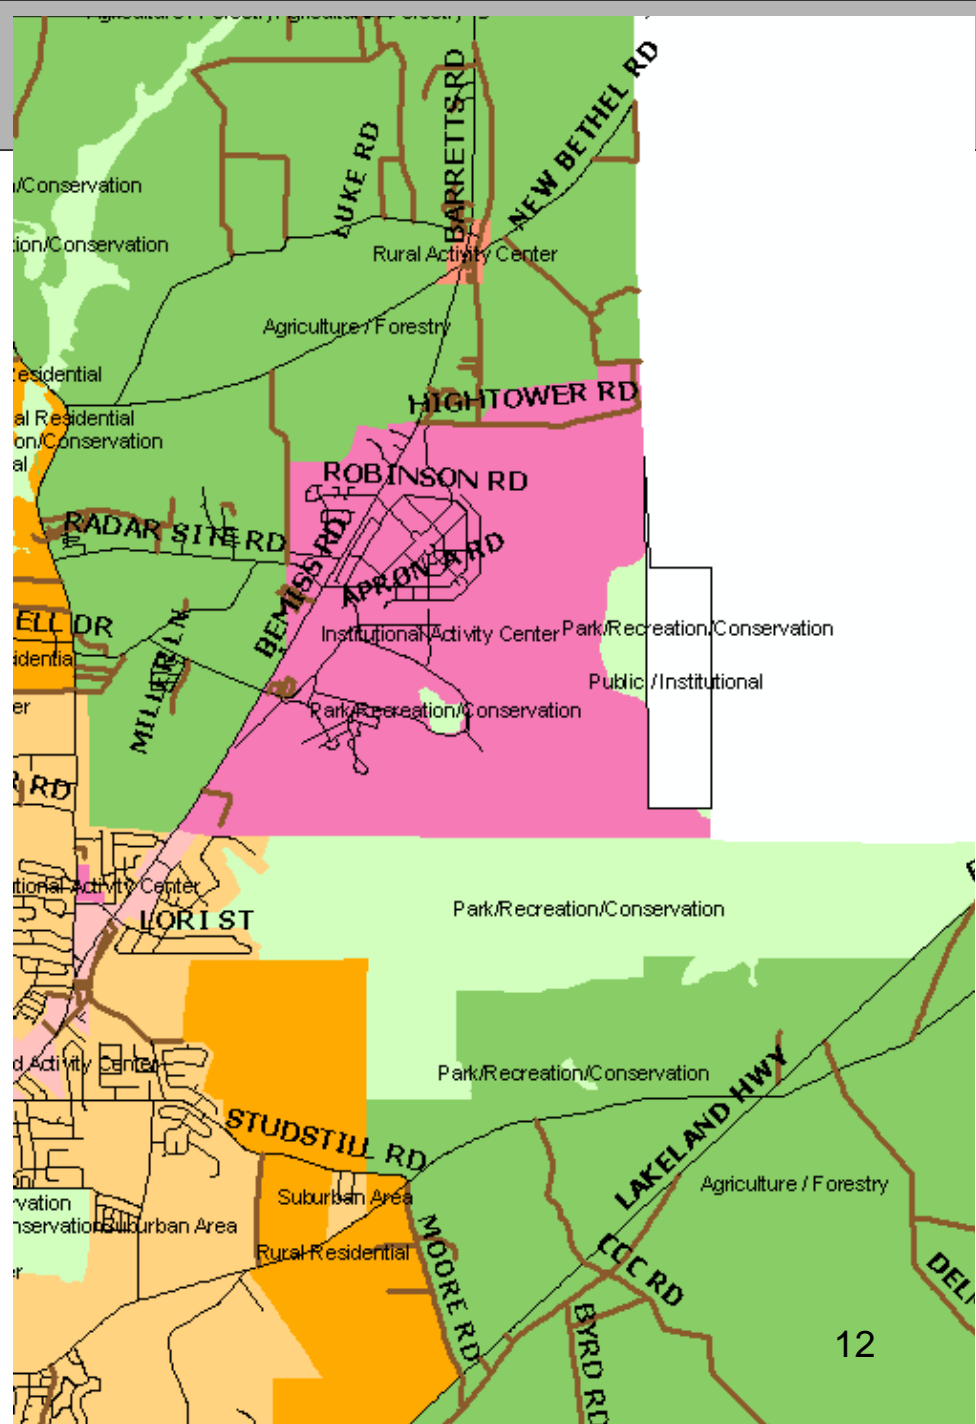 BARRETTS RD
NEW BETHEL RD
LUKE RD
/Conservation
ion/Conservation
Rural Activity Center
Agriculture / Forestry
esidential
HIGHTOWER RD
al Residential
on/Conservation
al
ROBINSON RD
RADAR SITE RD
BEMISS RD
APRON A RD
ELL DR
Institutional Activity Center
Park/Recreation/Conservation
idential
MILLER LN
Public / Institutional
er
Park/Recreation/Conservation
R RD
tional Activity Center
LORI ST
Park/Recreation/Conservation
d Activity Center
Park/Recreation/Conservation
LAKELAND HWY
STUDSTILL RD
Agriculture / Forestry
Suburban Area
vation
nservation
Suburban Area
Rural Residential
MOORE RD
CCC RD
DEL
BYRD RD
12